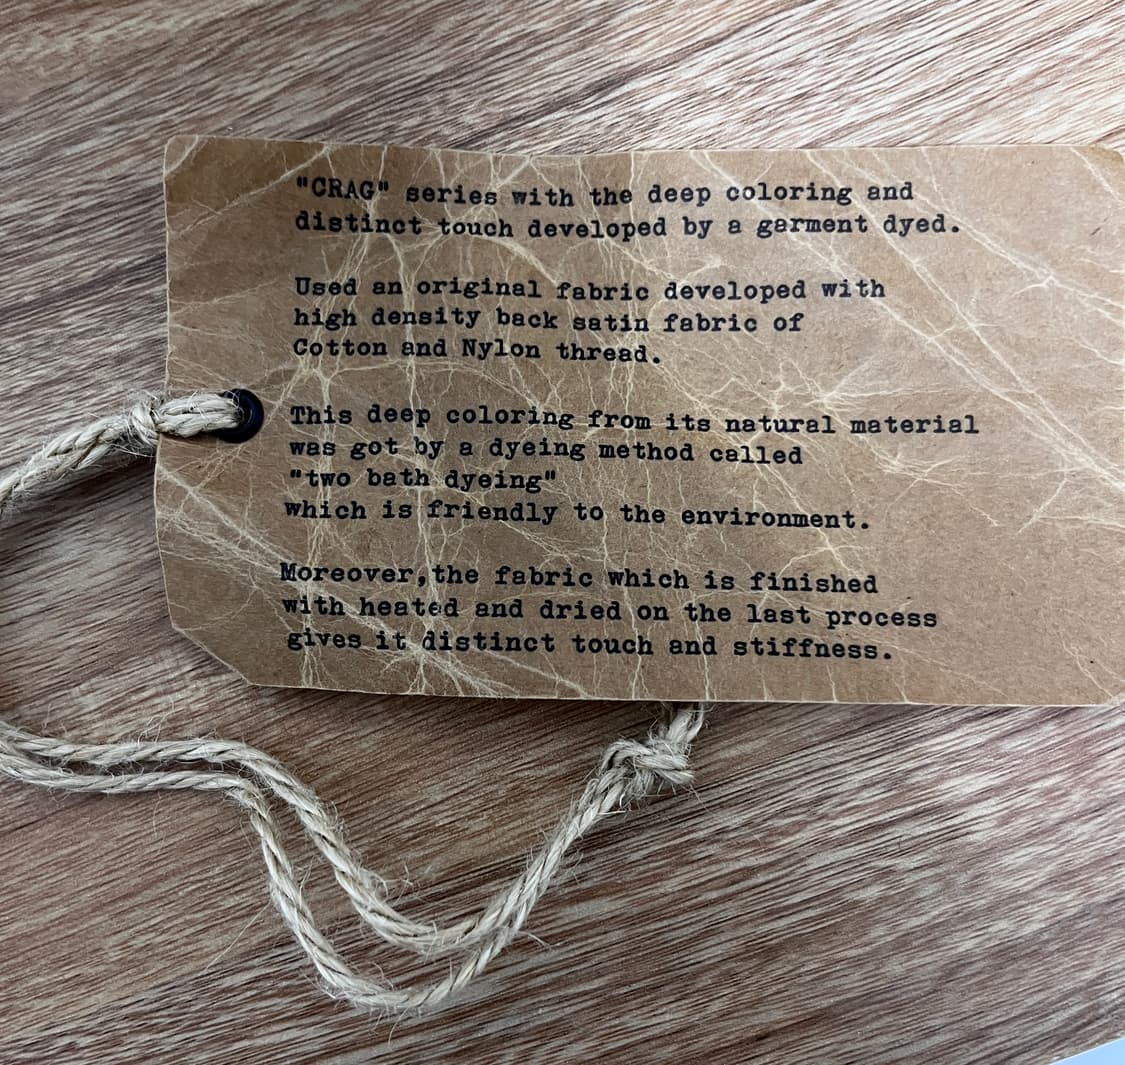 "CRAG" series with the deep coloring and
distinct touch developed by a garment dyed.
Used an original fabric developed with
high density back satin fabric of
Cotton and Nylon thread.
This deep coloring from its natural material
was got by a dyeing method called
"two bath dyeing"
which is friendly to the environment.
Moreover,the fabric which is finished
with heated and dried on the last process
gives it distinct touch and stiffness.